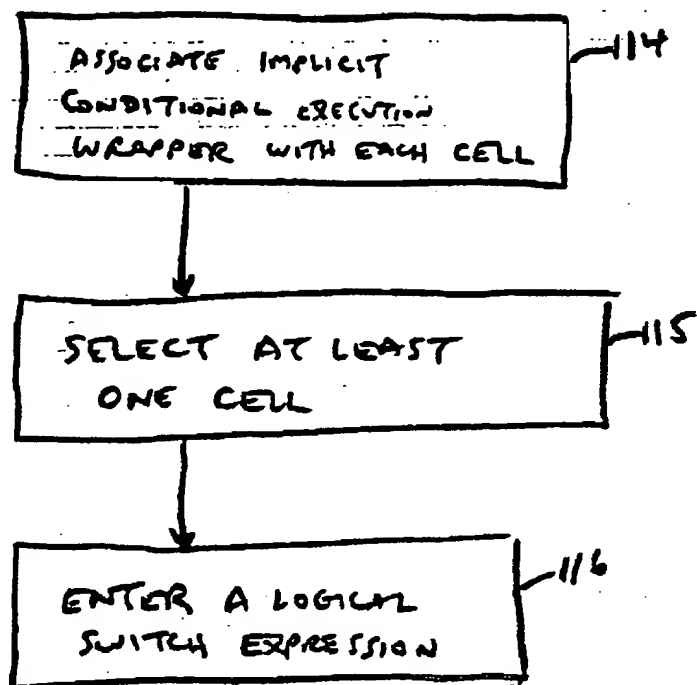 ASSOCIATE IMPLICIT
114
CONDITIONAL EXECUTION
WRAPPER WITH EACH CELL
SELECT AT LEAST
115
ONE CELL
ENTER A LOGICAL
116
SWITCH EXPRESSION